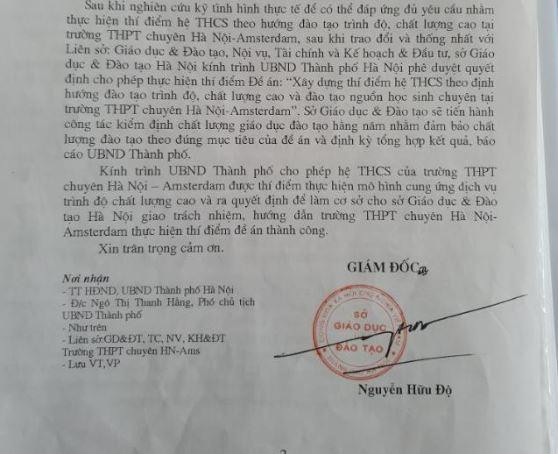 Sau khi nghiên cứu kỹ tình hình thực tế để có thể đáp ứng đủ yêu cầu nhằm
thực hiện thí điểm hệ THCS theo hướng đào tạo trình độ, chất lượng cao tại
trường THPT chuyên Hà Nội-Amsterdam, sau khi trao đổi và thống nhất với
Liên sở: Giáo dục & Đào tạo, Nội vụ, Tài chính và Kế hoạch & Đầu tư, sở Giáo
dục & Đào tạo Hà Nội kính trình UBND Thành phố Hà Nội phê duyệt quyết
định cho phép thực hiện thí điểm Đề án: “Xây dựng thí điểm hệ THCS theo định
hướng đào tạo trình độ, chất lượng cao và đào tạo nguồn học sinh chuyên tại
trường THPT chuyên Hà Nội-Amsterdam”. Sở Giáo dục & Đào tạo sẽ tiến hành
công tác kiểm định chất lượng giáo dục đào tạo hàng năm nhằm đảm bảo chất
lượng đào tạo theo đúng mục tiêu của đề án và định kỳ tổng hợp kết quả, báo
cáo UBND Thành phố.
Kính trình UBND Thành phố cho phép hệ THCS của trường THPT
chuyên Hà Nội – Amsterdam được thí điểm thực hiện mô hình cung ứng dịch vụ
trình độ chất lượng cao và ra quyết định để làm cơ sở cho sở Giáo dục & Đào
tạo Hà Nội giao trách nhiệm, hướng dẫn trường THPT chuyên Hà Nội-
Amsterdam thực hiện thí điểm đề án thành công.
Xin trân trọng cảm ơn.
Nơi nhận
- TT HĐND, UBND Thành phố Hà Nội
- Đ/c Ngô Thị Thanh Hằng, Phó chủ tịch
UBND Thành phố
- Như trên
- Liên sở:GD&ĐT, TC, NV, KH&ĐT
Trường THPT chuyên HN-Ams
- Lưu VT,VP
GIÁM ĐỐC
SỞ
GIÁO DỤC
ĐÀO TẠO
Nguyễn Hữu Độ